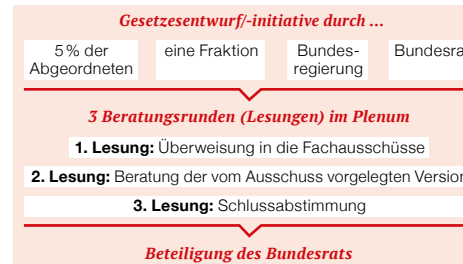 Gesetzesentwurf/-initiative durch ...
5 % der
Abgeordneten
eine Fraktion
Bundes-
regierung
Bundesra
3 Beratungsrunden (Lesungen) im Plenum
1. Lesung: Überweisung in die Fachausschüsse
2. Lesung: Beratung der vom Ausschuss vorgelegten Version
3. Lesung: Schlussabstimmung
Beteiligung des Bundesrats